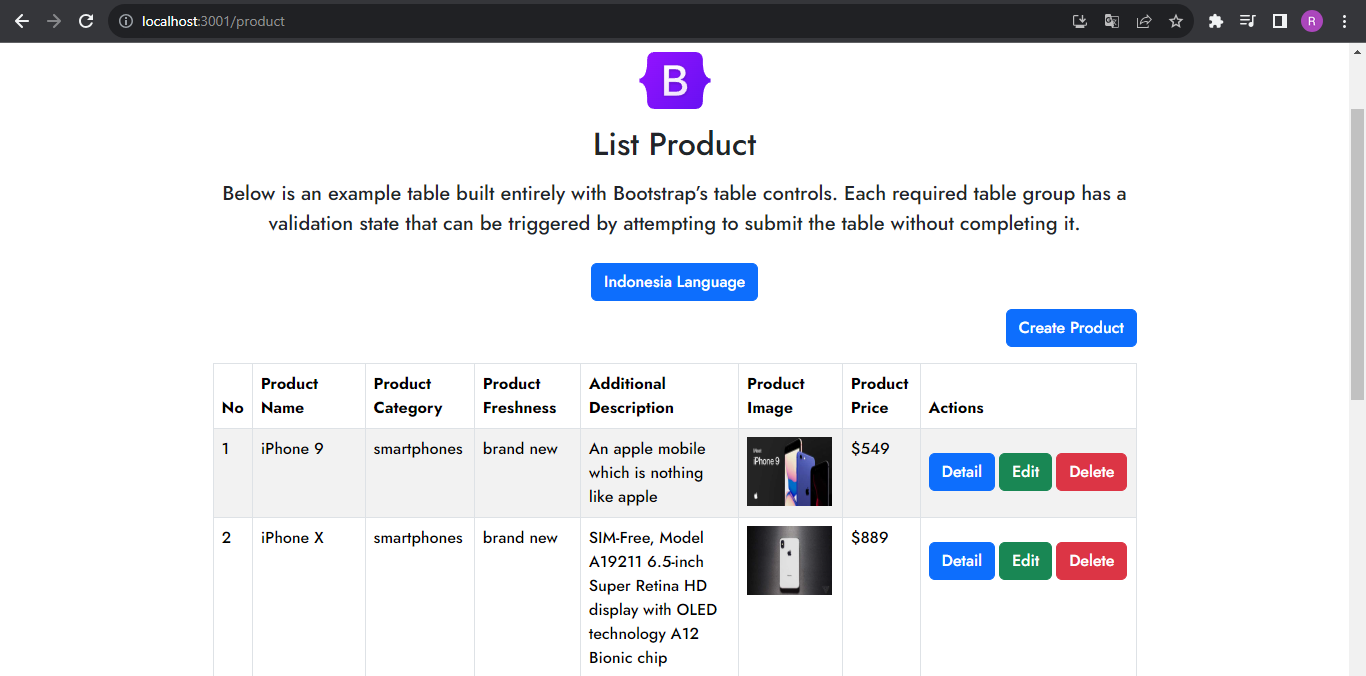 localhost:3001/product
R
B
List Product
Below is an example table built entirely with Bootstrap's table controls. Each required table group has a
validation state that can be triggered by attempting to submit the table without completing it.
Indonesia Language
Create Product
No Product Name Product Category Product Freshness Additional Description Product Image Product Price Actions
1 iPhone 9 smartphones brand new An apple mobile which is nothing like apple iPhone 9 $549 Detail Edit Delete
2 iPhone X smartphones brand new SIM-Free, Model A19211 6.5-inch Super Retina HD display with OLED technology A12 Bionic chip $889 Detail Edit Delete